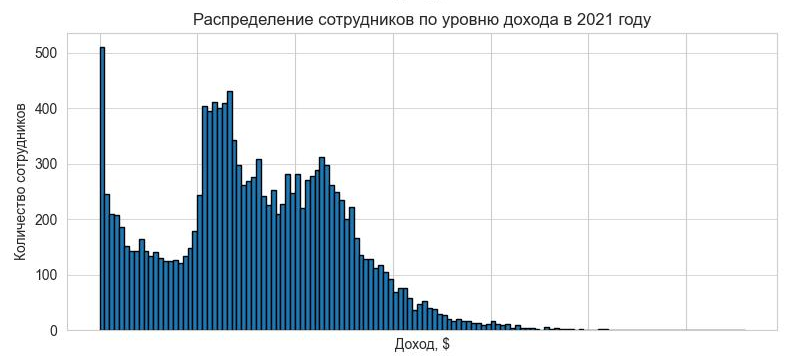 Распределение сотрудников по уровню дохода в 2021 году
500
400
300
200
100
0
Количество сотрудников
Доход, $